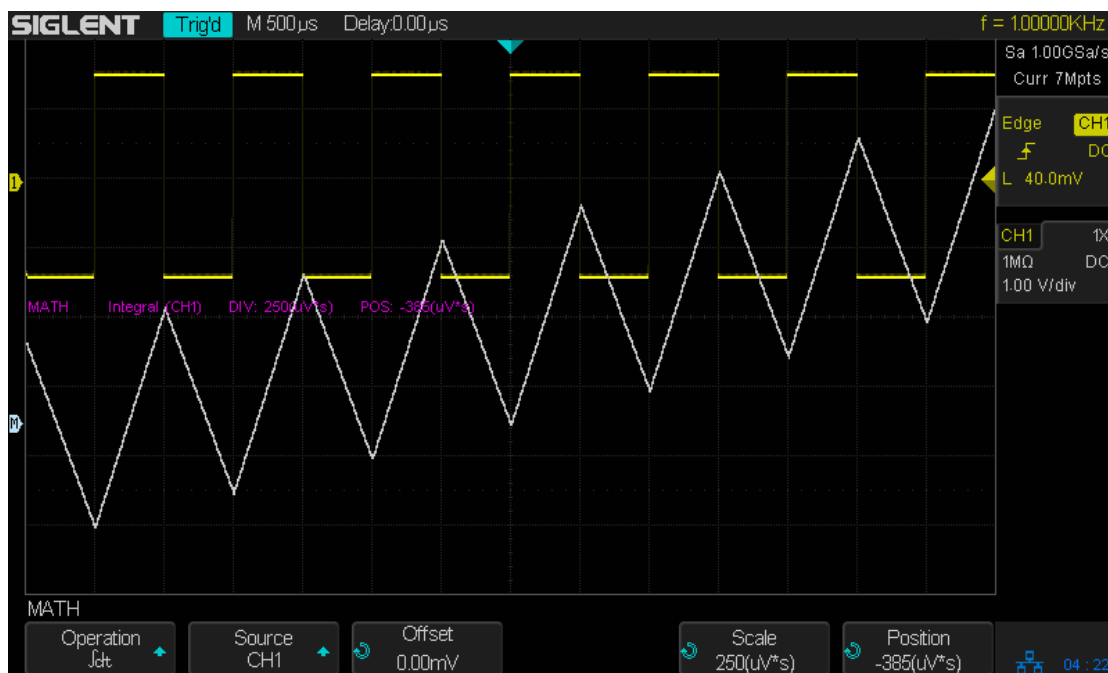 SIGLENT Trig'd M 500µs Delay:0.00µs f = 1.00000KHz
Sa 1.00GSa/s
Curr 7Mpts
Edge CH1
DC
L 40.0mV
1
CH1 1X
1MΩ DC
1.00 V/div
MATH Integral (CH1) DIV: 250(uV*s) POS: -385(uV*s)
M
MATH
Operation Source Offset Scale Position
∫dt CH1 0.00mV 250(uV*s) -385(uV*s)
04 : 22